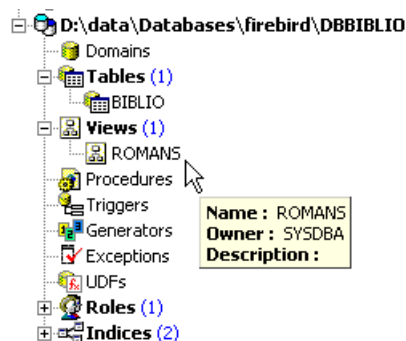 D:\data\Databases\firebird\DBBIBLIO
Domains
Tables (1)
BIBLIO
Views (1)
ROMANS
Procedures
Triggers
Generators
Exceptions
UDFs
Roles (1)
Indices (2)
Name : ROMANS
Owner : SYSDBA
Description :